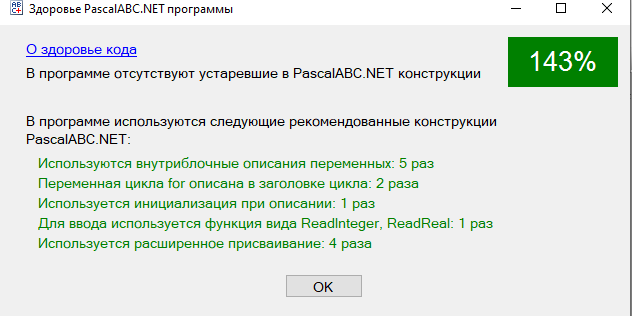 ABC Здоровье PascalABC.NET программы
О здоровье кода
143%
В программе отсутствуют устаревшие в PascalABC.NET конструкции
В программе используются следующие рекомендованные конструкции
PascalABC.NET:
Используются внутриблочные описания переменных: 5 раз
Переменная цикла for описана в заголовке цикла: 2 раза
Используется инициализация при описании: 1 раз
Для ввода используется функция вида ReadInteger, ReadReal: 1 раз
Используется расширенное присваивание: 4 раза
OK